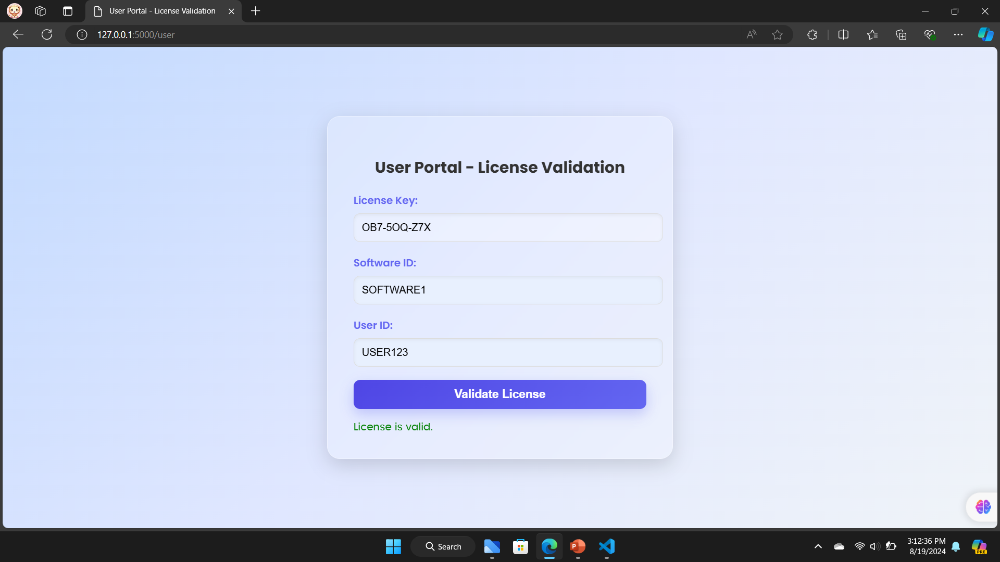 User Portal - License Validation
127.0.0.1:5000/user
User Portal - License Validation
License Key:
OB7-5OQ-Z7X
Software ID:
SOFTWARE1
User ID:
USER123
Validate License
License is valid.
Search
3:12:36 PM
8/19/2024
PRE